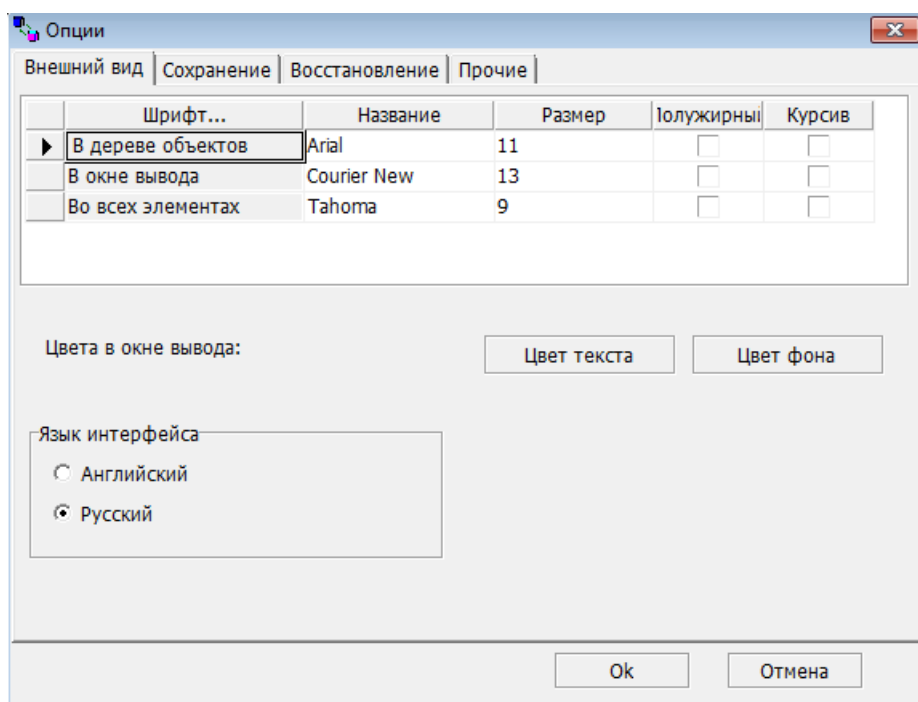 Опции
Внешний вид Сохранение Восстановление Прочие
Шрифт... Название Размер Полужирный Курсив
В дереве объектов Arial 11
В окне вывода Courier New 13
Во всех элементах Tahoma 9
Цвета в окне вывода: Цвет текста Цвет фона
Язык интерфейса
Английский
Русский
Ok Отмена